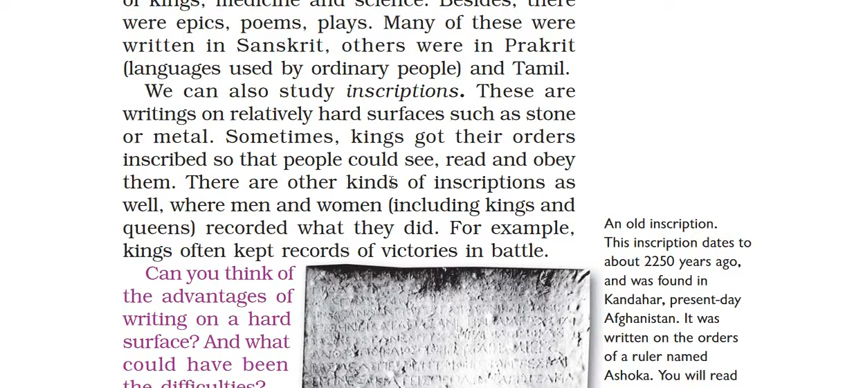 of kings, medicine and science. Besides, there
were epics, poems, plays. Many of these were
written in Sanskrit, others were in Prakrit
(languages used by ordinary people) and Tamil.
We can also study inscriptions. These are
writings on relatively hard surfaces such as stone
or metal. Sometimes, kings got their orders
inscribed so that people could see, read and obey
them. There are other kinds of inscriptions as
well, where men and women (including kings and
queens) recorded what they did. For example,
kings often kept records of victories in battle.
Can you think of
the advantages of
writing on a hard
surface? And what
could have been
the difficulties?
An old inscription.
This inscription dates to
about 2250 years ago,
and was found in
Kandahar, present-day
Afghanistan. It was
written on the orders
of a ruler named
Ashoka. You will read